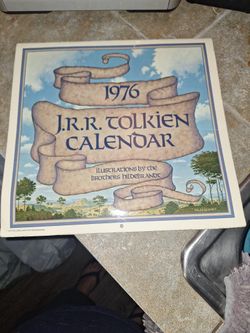 1976
J.R.R. TOLKIEN
CALENDAR
ILLUSTRATIONS BY THE
BROTHERS HILDEBRANDT